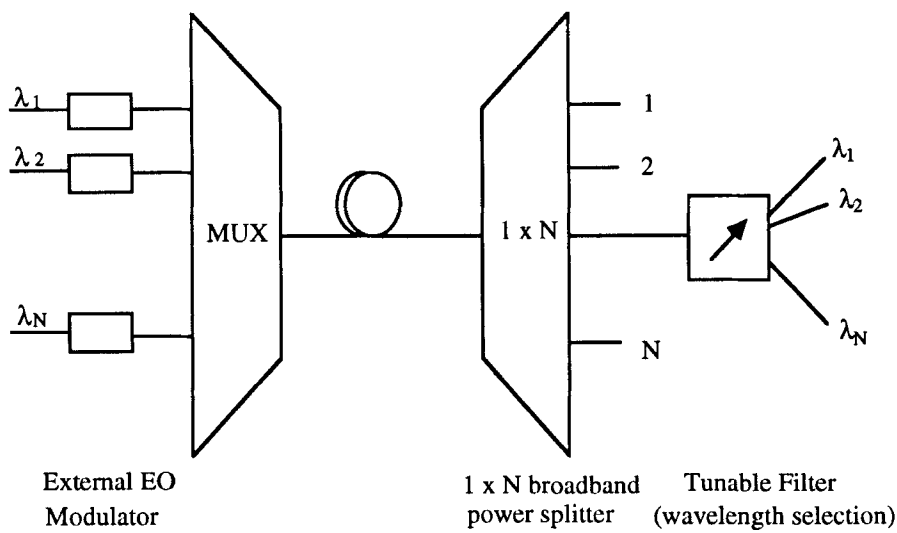 λ1
λ2
λN
MUX
1 x N
1
2
N
λ1
λ2
λN
External EO
Modulator
1 x N broadband
power splitter
Tunable Filter
(wavelength selection)